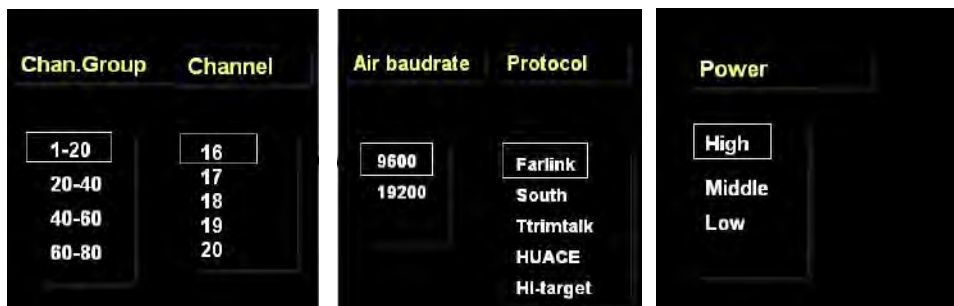 Chan.Group Channel
1-20 16
17
20-40 18
40-60 19
60-80 20
Air baudrate Protocol
9600 Farlink
19200 South
Ttrimtalk
HUACE
HI-target
Power
High
Middle
Low